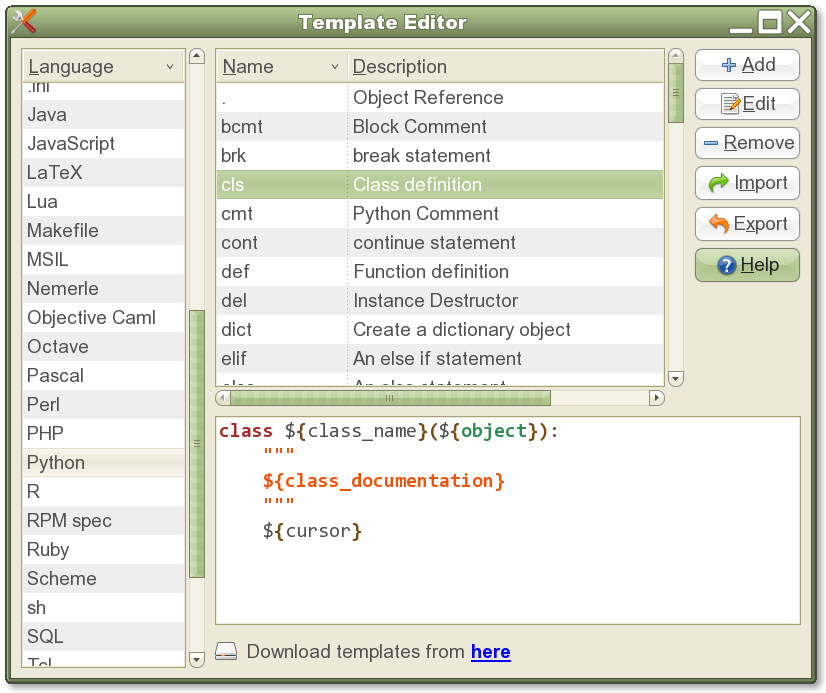 Template Editor
Language
.ini
Java
JavaScript
LaTeX
Lua
Makefile
MSIL
Nemerle
Objective Caml
Octave
Pascal
Perl
PHP
Python
R
RPM spec
Ruby
Scheme
sh
SQL
Tcl
Name Description
. Object Reference
bcmt Block Comment
brk break statement
cls Class definition
cmt Python Comment
cont continue statement
def Function definition
del Instance Destructor
dict Create a dictionary object
elif An else if statement
else An else statement
Add
Edit
Remove
Import
Export
Help
class ${class_name}(${object}):
"""
${class_documentation}
"""
${cursor}
Download templates from here